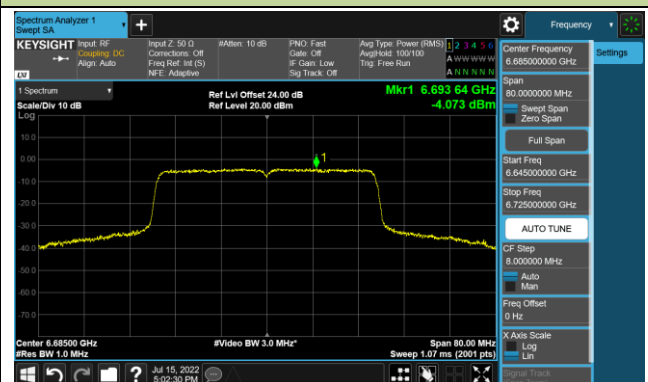 Spectrum Analyzer 1
Swept SA
Frequency
KEYSIGHT
Input: RF
Coupling: DC
Align: Auto
Input Z: 50 Ω
Corrections: Off
Freq Ref: Int (S)
NFE: Adaptive
#Atten: 10 dB
PNO: Fast
Gate: Off
IF Gain: Low
Sig Track: Off
Avg Type: Power (RMS)
Avg|Hold: 100/100
Trig: Free Run
1 2 3 4 5 6
A W W W W W
A N N N N N
LXI
1 Spectrum
Scale/Div 10 dB
Ref Lvl Offset 24.00 dB
Ref Level 20.00 dBm
Mkr1 6.693 64 GHz
-4.073 dBm
Log
10.0
0.00
-10.0
-20.0
-30.0
-40.0
-50.0
-60.0
-70.0
1
Center 6.68500 GHz
#Res BW 1.0 MHz
#Video BW 3.0 MHz*
Span 80.00 MHz
Sweep 1.07 ms (2001 pts)
Center Frequency
6.685000000 GHz
Settings
Span
80.0000000 MHz
Swept Span
Zero Span
Full Span
Start Freq
6.645000000 GHz
Stop Freq
6.725000000 GHz
AUTO TUNE
CF Step
8.000000 MHz
Auto
Man
Freq Offset
0 Hz
X Axis Scale
Log
Lin
Signal Track
?
Jul 15, 2022
5:02:30 PM